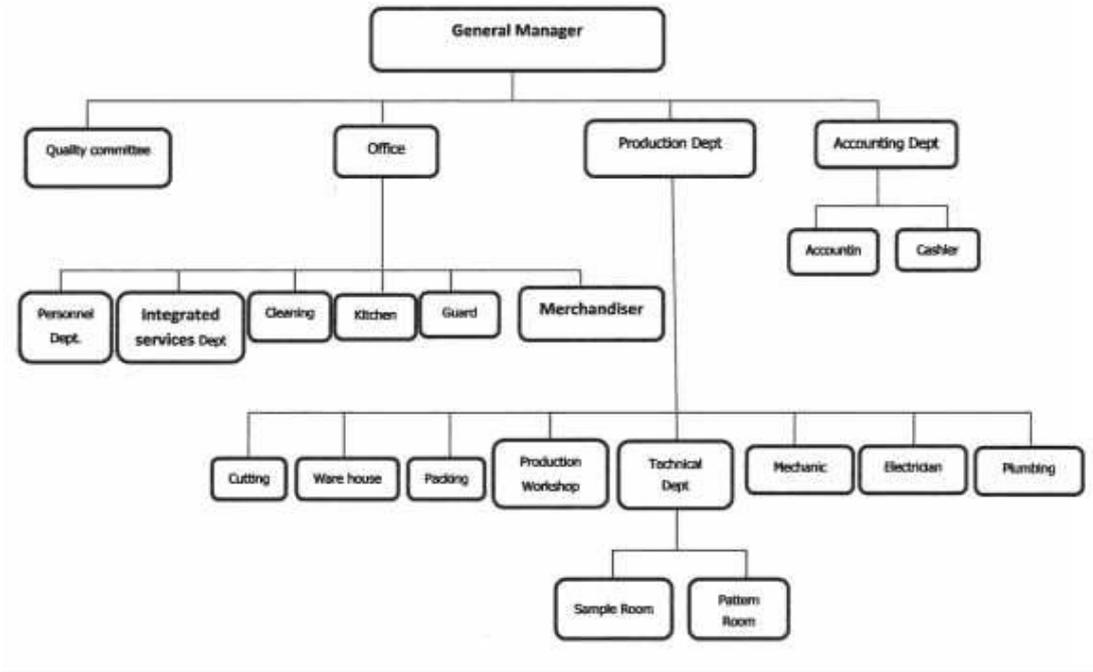 General Manager
Quality committee
Office
Production Dept
Accounting Dept
Accountin
Cashier
Personnel
Dept.
Integrated
services Dept
Cleaning
Kitchen
Guard
Merchandiser
Cutting
Ware house
Packing
Production
Workshop
Technical
Dept
Mechanic
Electrician
Plumbing
Sample Room
Pattern
Room